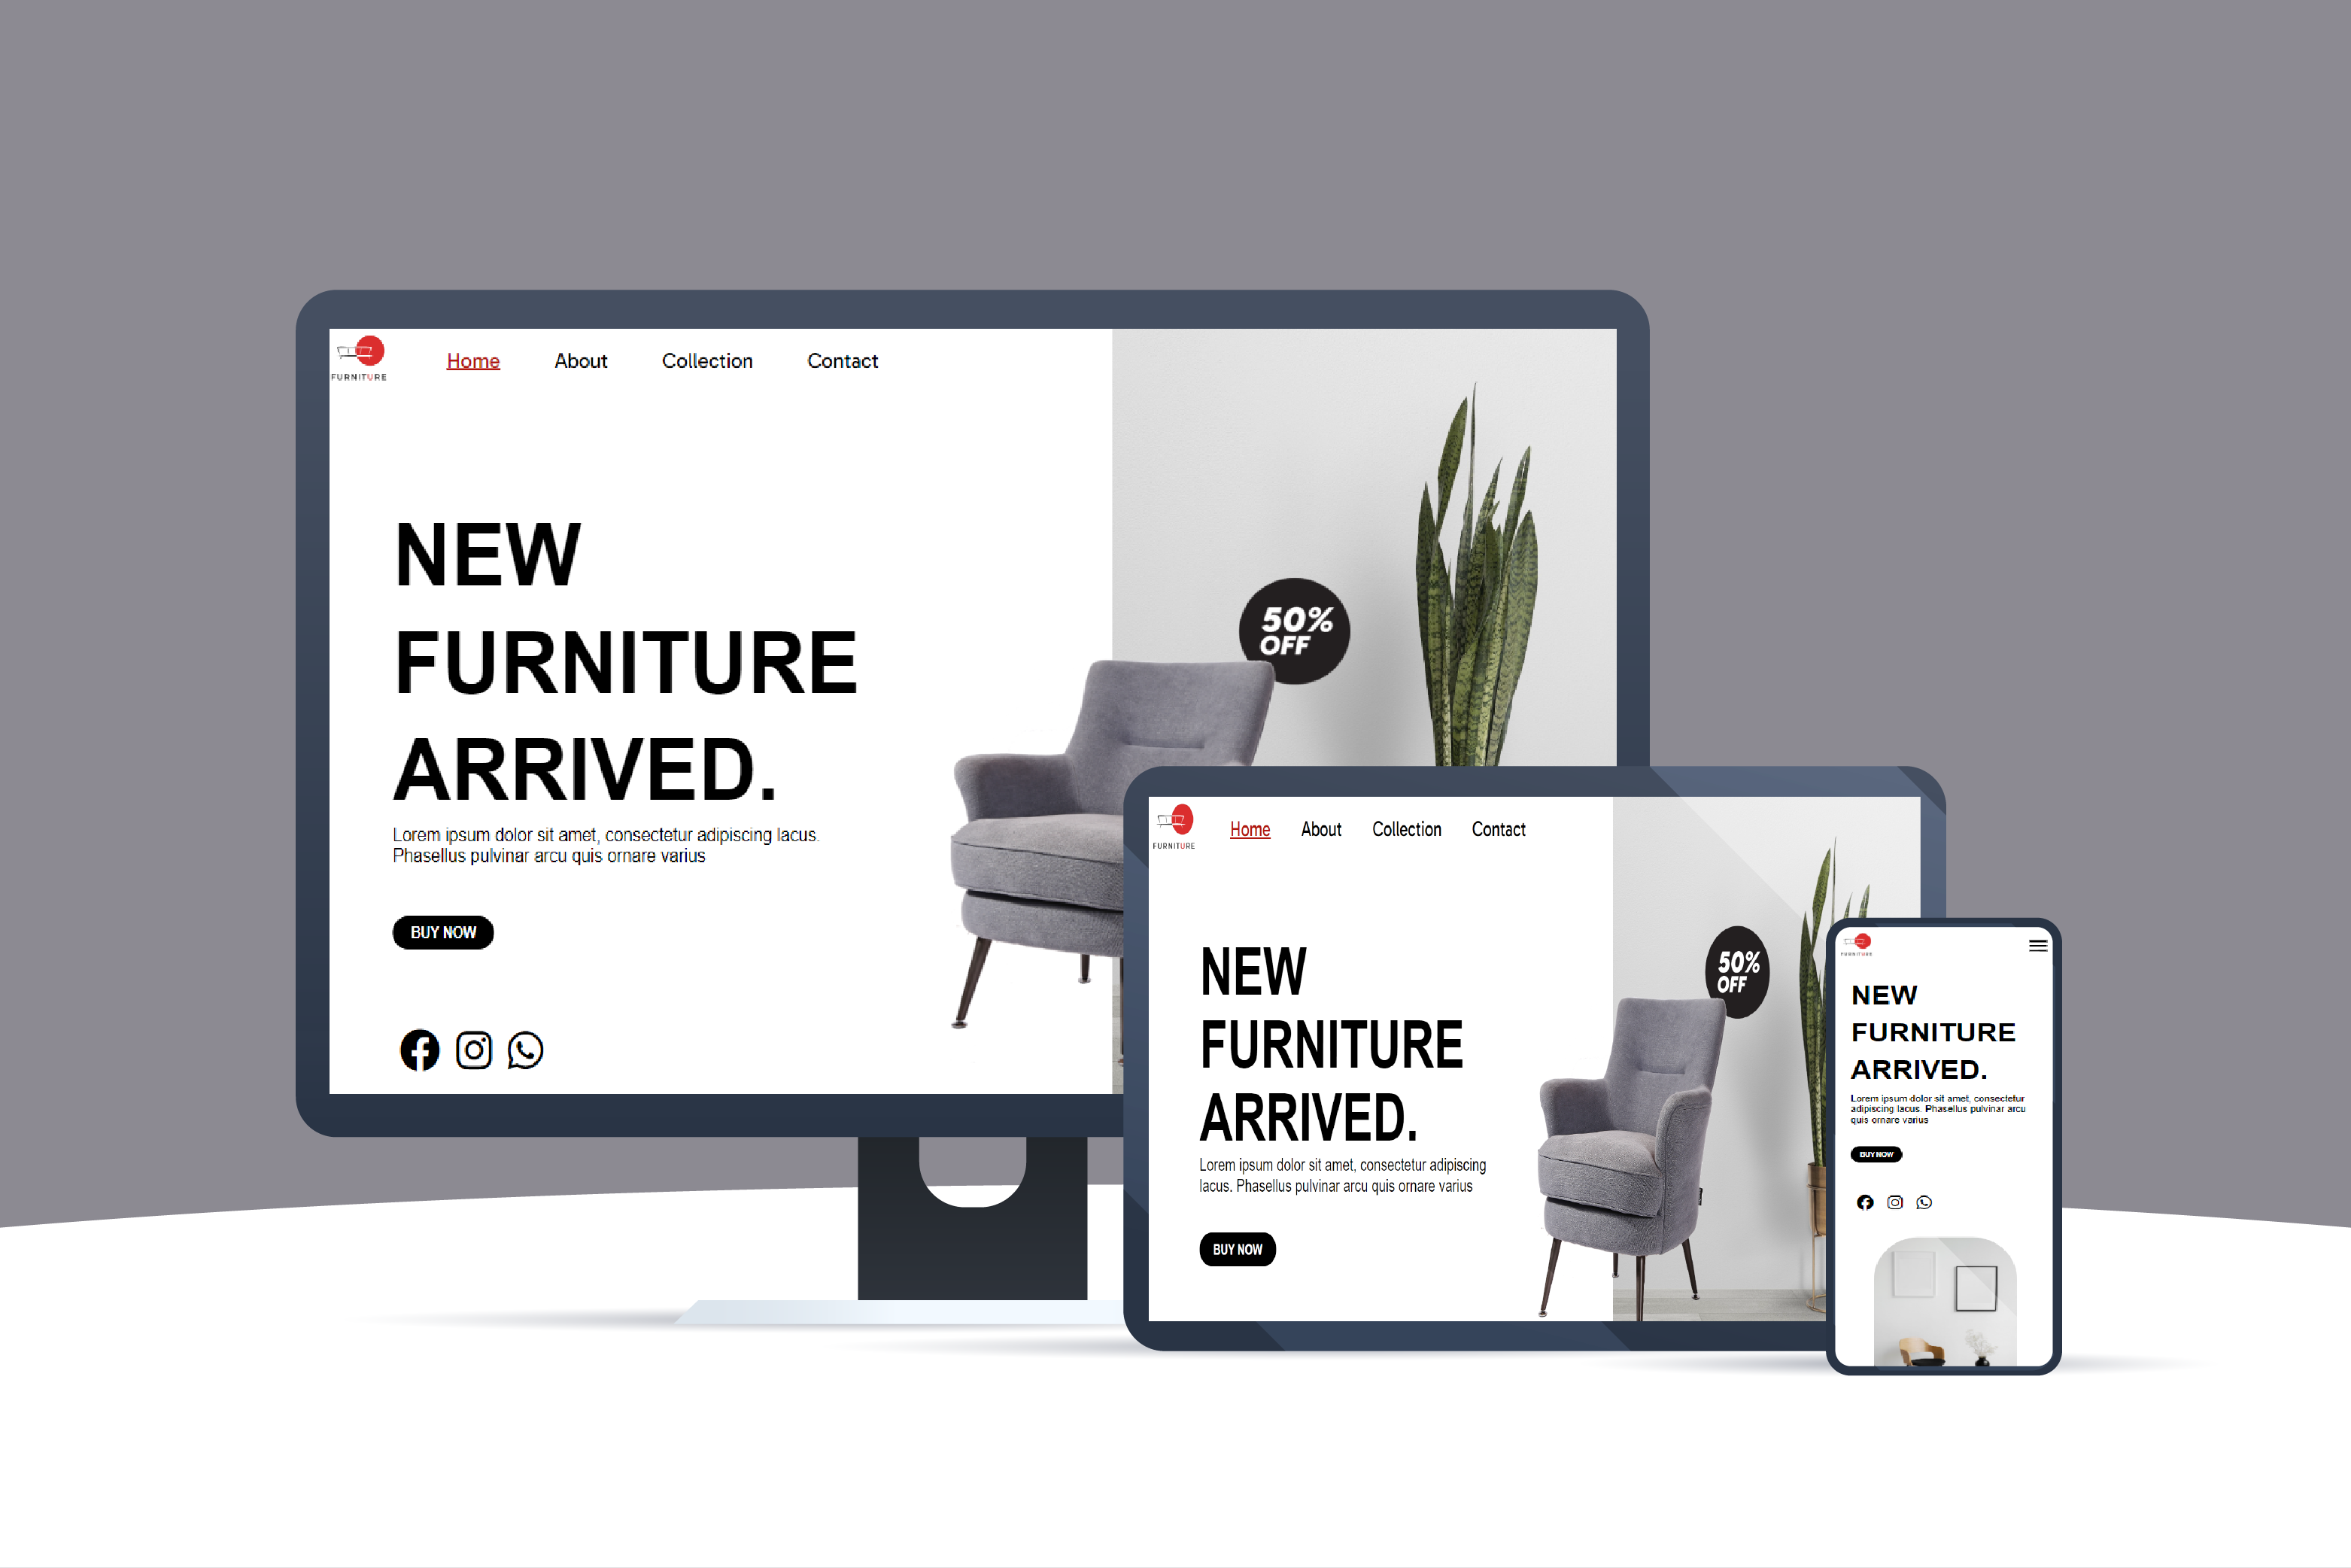 FURNITURE
Home About Collection Contact
NEW
FURNITURE
ARRIVED.
Lorem ipsum dolor sit amet, consectetur adipiscing lacus.
Phasellus pulvinar arcu quis ornare varius
BUY NOW
50%
OFF
FURNITURE
Home About Collection Contact
NEW
FURNITURE
ARRIVED.
Lorem ipsum dolor sit amet, consectetur adipiscing
lacus. Phasellus pulvinar arcu quis ornare varius
BUY NOW
50%
OFF
FURNITURE
NEW
FURNITURE
ARRIVED.
Lorem ipsum dolor sit amet, consectetur
adipiscing lacus. Phasellus pulvinar arcu
quis ornare varius
BUY NOW